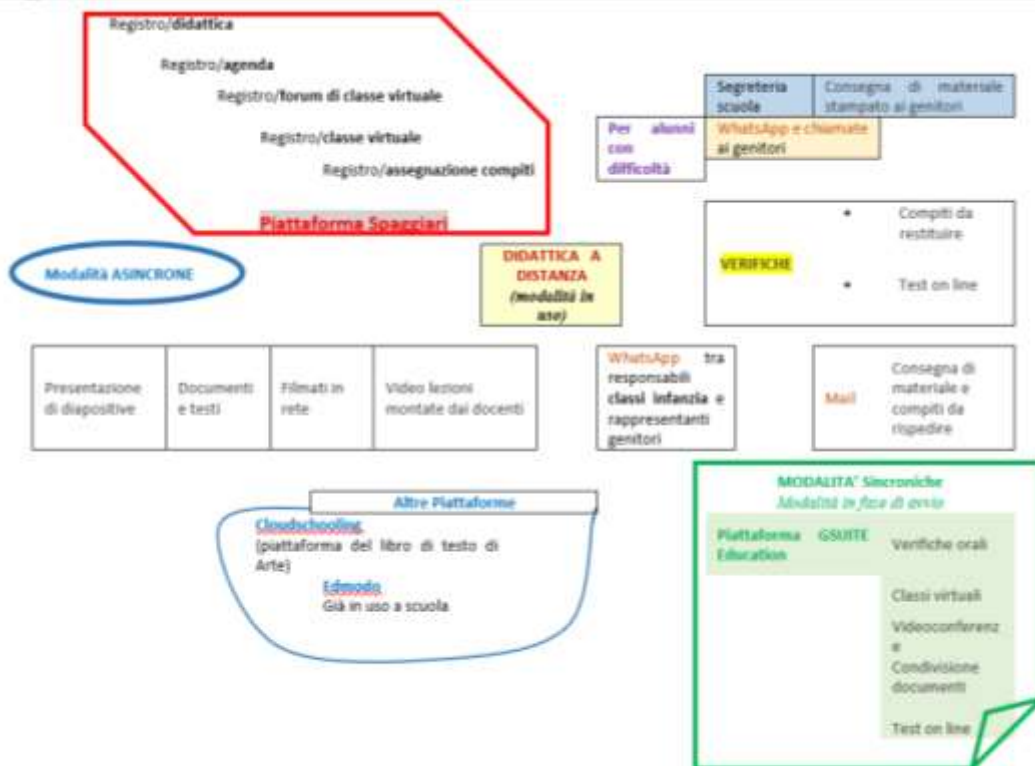 Registro/didattica
Registro/agenda
Registro/forum di classe virtuale
Registro/classe virtuale
Registro/assegnazione compiti
Piattaforma Spaggiari
Segreteria
scuola
Consegna di materiale
stampato ai genitori
Per alunni
con
difficoltà
WhatsApp e chiamate
ai genitori
Modalità ASINCRONE
DIDATTICA A
DISTANZA
(modalità in
uso)
VERIFICHE
• Compiti da
restituire
• Test on line
Presentazione
di diapositive
Documenti
e testi
Filmati in
rete
Video lezioni
montate dai docenti
WhatsApp tra
responsabili
classi infanzia e
rappresentanti
genitori
Mail
Consegna di
materiale e
compiti da
rispedire
Altre Piattaforme
Cloudschooling
(piattaforma del libro di testo di
Arte)
Edmodo
Già in uso a scuola
MODALITA' Sincroniche
Modalità in fase di avvio
Piattaforma GSUITE
Education
Verifiche orali
Classi virtuali
Videoconferenz
e
Condivisione
documenti
Test on line